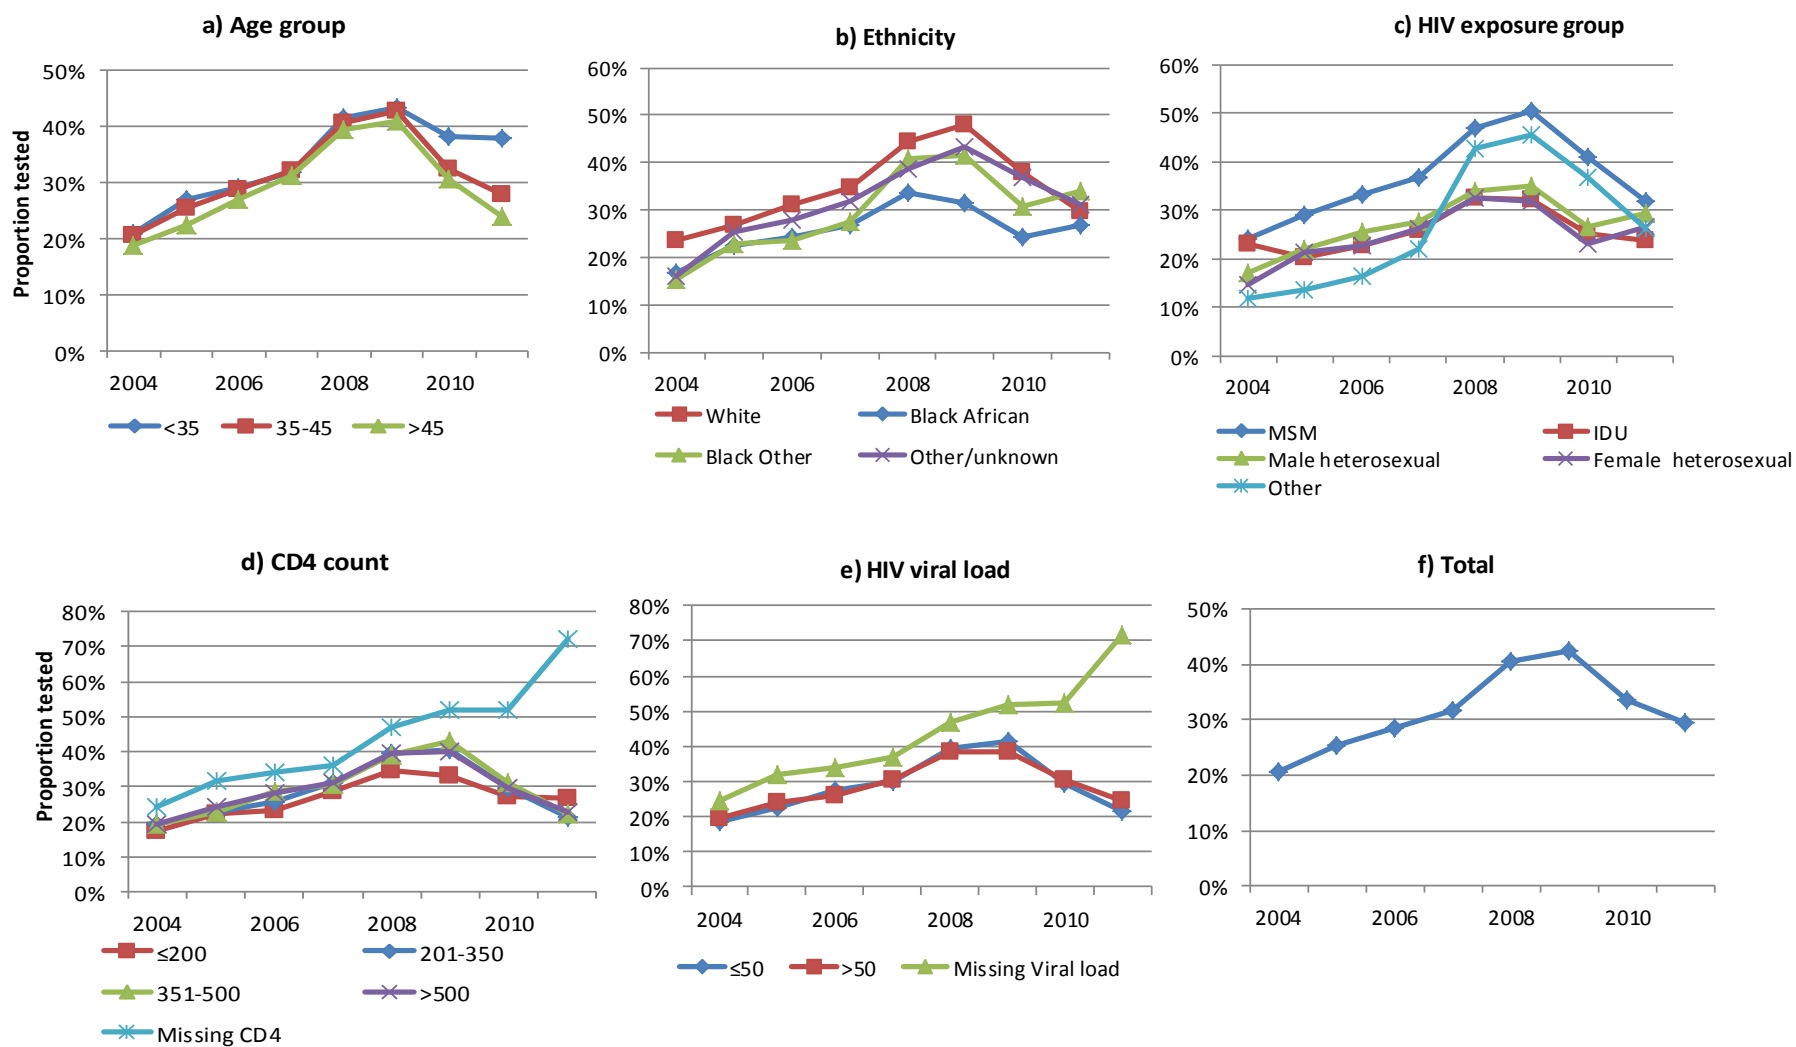 a) Age group
50%
40%
30%
20%
10%
0%
Proportion tested
2004 2006 2008 2010
<35 35-45 >45
b) Ethnicity
60%
50%
40%
30%
20%
10%
0%
2004 2006 2008 2010
White Black African
Black Other Other/unknown
c) HIV exposure group
60%
50%
40%
30%
20%
10%
0%
2004 2006 2008 2010
MSM IDU
Male heterosexual Female heterosexual
Other
d) CD4 count
80%
70%
60%
50%
40%
30%
20%
10%
0%
Proportion tested
2004 2006 2008 2010
≤200 201-350
351-500 >500
Missing CD4
e) HIV viral load
80%
70%
60%
50%
40%
30%
20%
10%
0%
2004 2006 2008 2010
≤50 >50 Missing Viral load
f) Total
50%
40%
30%
20%
10%
0%
2004 2006 2008 2010